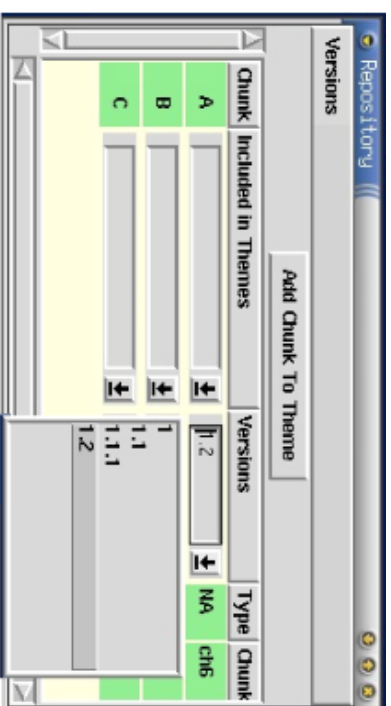 Repository
Versions
Add Chunk To Theme
Chunk Included in Themes Versions Type Chunk
A 1.2 NA ch6
B
C
1
1.1
1.1.1
1.2